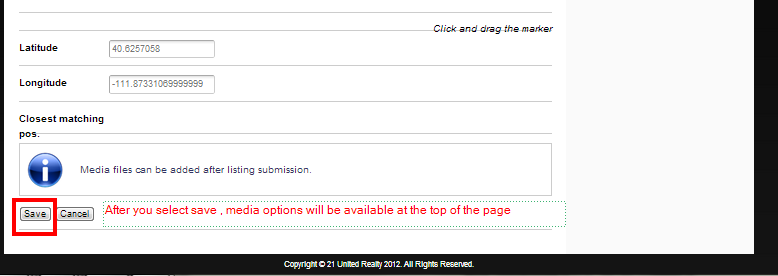 Click and drag the marker
Latitude 40.6257058
Longitude -111.87331069999999
Closest matching
pos.
Media files can be added after listing submission.
Save Cancel After you select save , media options will be available at the top of the page
Copyright © 21 United Realty 2012. All Rights Reserved.